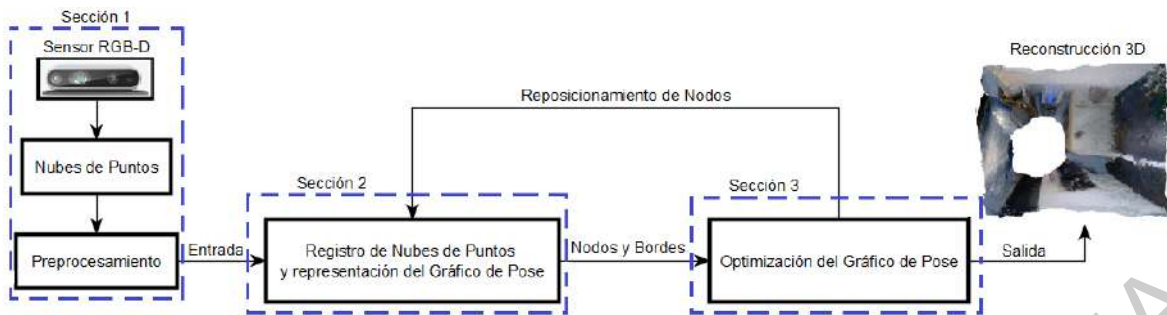 Sección 1
Sensor RGB-D
Nubes de Puntos
Preprocesamiento
Entrada
Sección 2
Registro de Nubes de Puntos
y representación del Gráfico de Pose
Reposicionamiento de Nodos
Nodos y Bordes
Sección 3
Optimización del Gráfico de Pose
Salida
Reconstrucción 3D